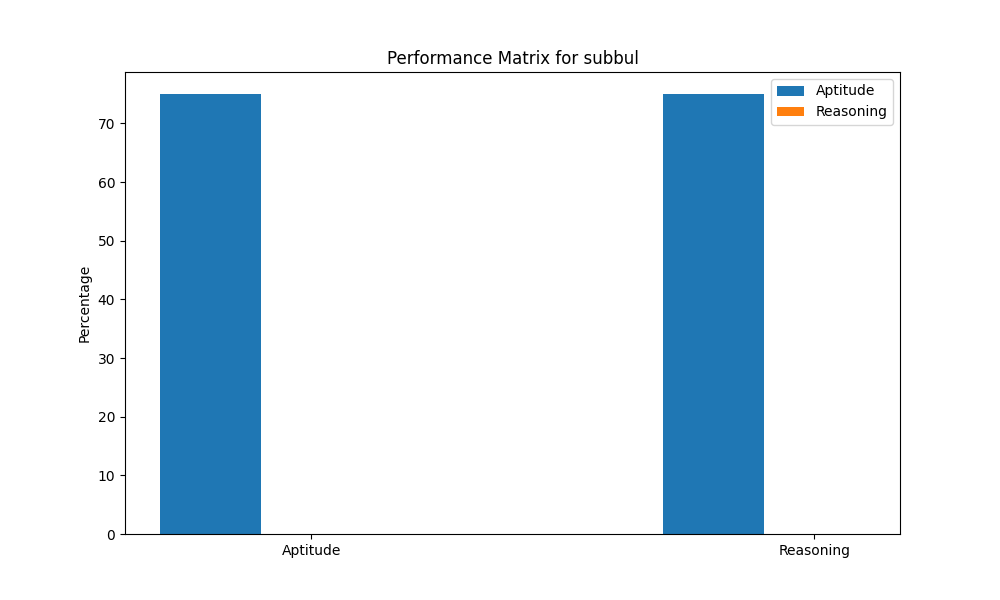 Performance Matrix for subbul
Aptitude
Reasoning
Percentage
70
60
50
40
30
20
10
0
Aptitude
Reasoning